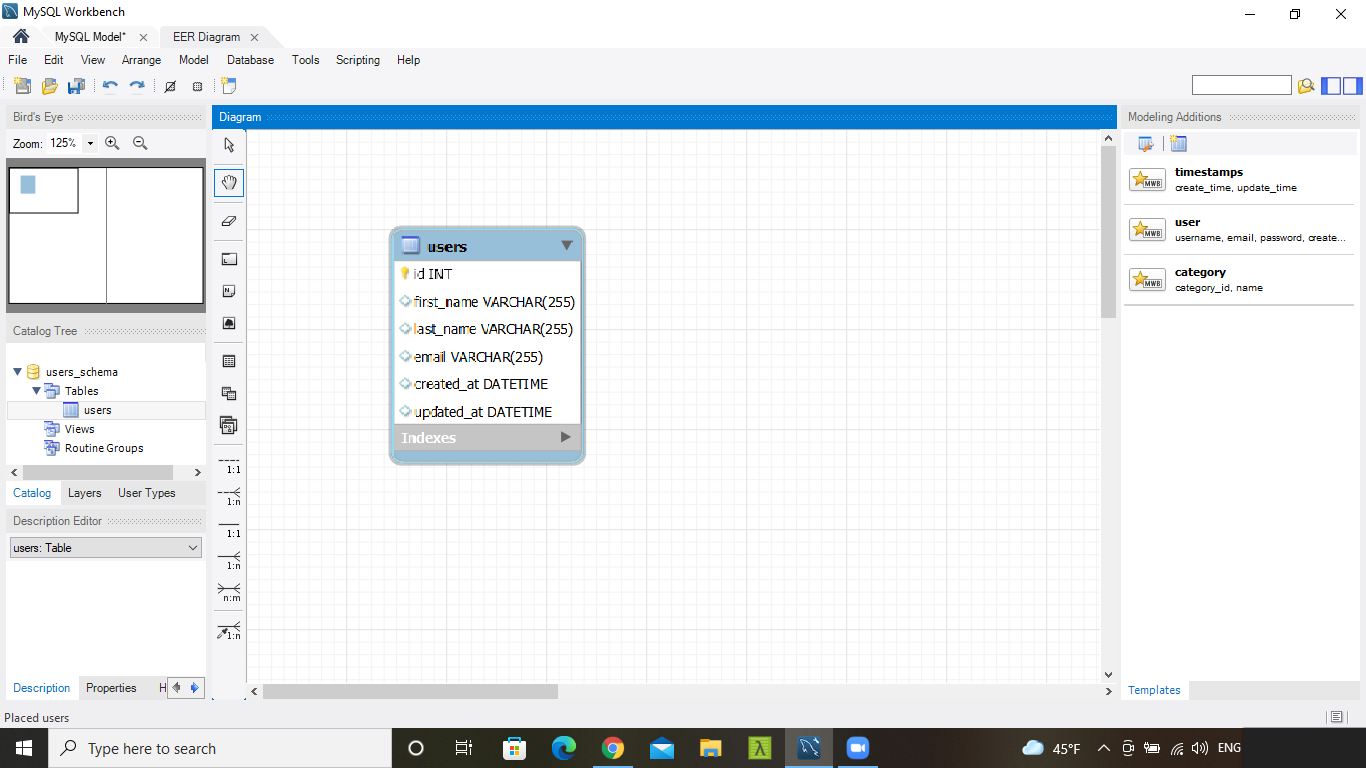 MySQL Workbench
MySQL Model*
EER Diagram
File Edit View Arrange Model Database Tools Scripting Help
Bird's Eye
Zoom: 125%
Catalog Tree
users_schema
Tables
users
Views
Routine Groups
Catalog Layers User Types
Description Editor
users: Table
Description Properties H
Diagram
1:1
1:n
1:1
1:n
n:m
1:n
users
id INT
first_name VARCHAR(255)
last_name VARCHAR(255)
email VARCHAR(255)
created_at DATETIME
updated_at DATETIME
Indexes
Modeling Additions
MWB
timestamps
create_time, update_time
MWB
user
username, email, password, create...
MWB
category
category_id, name
Templates
Placed users
Type here to search
45°F
ENG